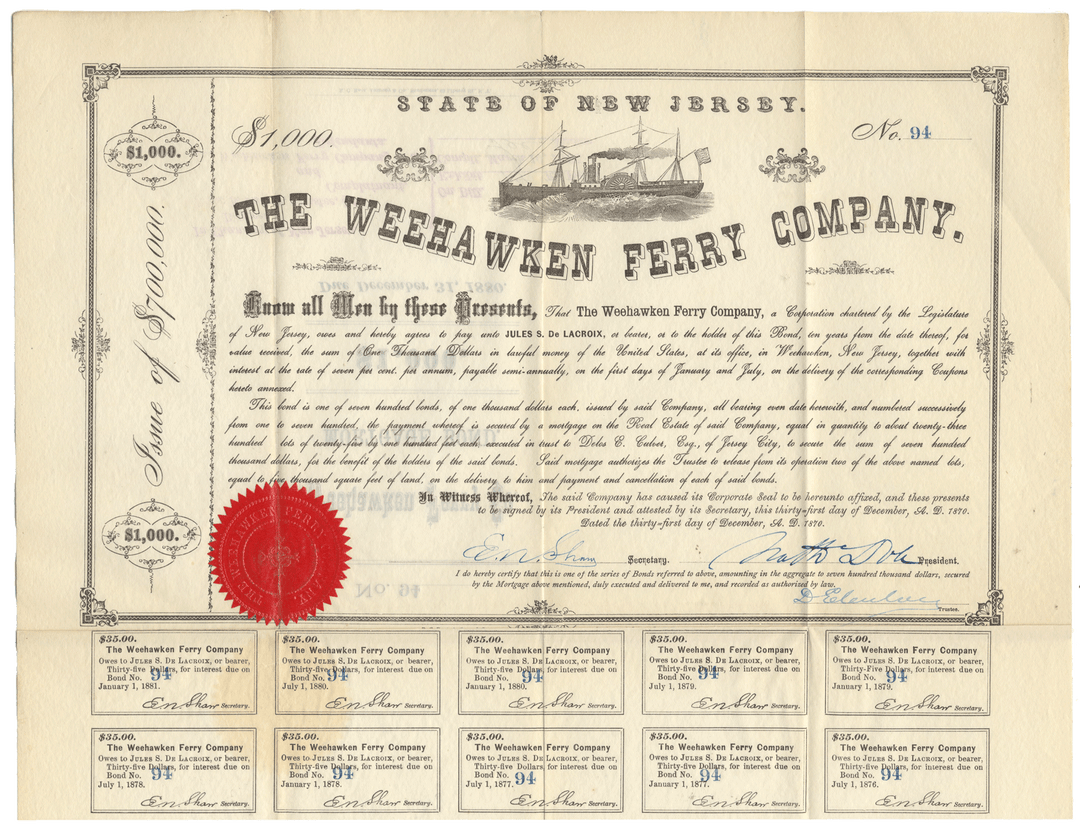 STATE OF NEW JERSEY.
$1,000.
$1,000.
No. 94
THE WEEHAWKEN FERRY COMPANY.
Issue of $700,000.
$1,000.
Know all Men by these Presents, That The Weehawken Ferry Company, a Corporation chartered by the Legislature
of New Jersey, owes and hereby agrees to pay unto JULES S. De LACROIX, or bearer, or to the holder of this Bond, ten years from the date thereof, for
value received, the sum of One Thousand Dollars in lawful money of the United States, at its office, in Weehawken, New Jersey, together with
interest at the rate of seven per cent. per annum, payable semi-annually, on the first days of January and July, on the delivery of the corresponding Coupons
hereto annexed.
This bond is one of seven hundred bonds, of one thousand dollars each, issued by said Company, all bearing even date herewith, and numbered successively
from one to seven hundred, the payment whereof is secured by a mortgage on the Real Estate of said Company, equal in quantity to about twenty-three
hundred lots of twenty-five by one hundred feet each, executed in trust to Delos E. Culver, Esq., of Jersey City, to secure the sum of seven hundred
thousand dollars, for the benefit of the holders of the said bonds. Said mortgage authorizes the Trustee to release from its operation two of the above named lots,
equal to five thousand square feet of land, on the delivery to him and payment and cancellation of each of said bonds.
In Witness Whereof, The said Company has caused its Corporate Seal to be hereunto affixed, and these presents
to be signed by its President and attested by its Secretary, this thirty-first day of December, A. D. 1870.
Dated the thirty-first day of December, A. D. 1870.
E. N. Shaw Secretary. President.
I do hereby certify that this is one of the series of Bonds referred to above, amounting in the aggregate to seven hundred thousand dollars, secured
by the Mortgage above mentioned, duly executed and delivered to me, and recorded as authorized by law.
Trustee.
$35.00.
The Weehawken Ferry Company
Owes to JULES S. DE LACROIX, or bearer,
Thirty-five Dollars, for interest due on
Bond No. 94
January 1, 1881.
EN Shaw Secretary.
$35.00.
The Weehawken Ferry Company
Owes to JULES S. DE LACROIX, or bearer,
Thirty-five Dollars, for interest due on
Bond No. 94
July 1, 1880.
EN Shaw Secretary.
$35.00.
The Weehawken Ferry Company
Owes to JULES S. DE LACROIX, or bearer,
Thirty-five Dollars, for interest due on
Bond No. 94
January 1, 1880.
EN Shaw Secretary.
$35.00.
The Weehawken Ferry Company
Owes to JULES S. DE LACROIX, or bearer,
Thirty-five Dollars, for interest due on
Bond No. 94
July 1, 1879.
EN Shaw Secretary.
$35.00.
The Weehawken Ferry Company
Owes to JULES S. DE LACROIX, or bearer,
Thirty-Five Dollars, for interest due on
Bond No. 94
January 1, 1879.
EN Shaw Secretary.
$35.00.
The Weehawken Ferry Company
Owes to JULES S. DE LACROIX, or bearer,
Thirty-five Dollars, for interest due on
Bond No. 94
July 1, 1878.
EN Shaw Secretary.
$35.00.
The Weehawken Ferry Company
Owes to JULES S. DE LACROIX, or bearer,
Thirty-five Dollars, for interest due on
Bond No. 94
January 1, 1878.
EN Shaw Secretary.
$35.00.
The Weehawken Ferry Company
Owes to JULES S. DE LACROIX, or bearer,
Thirty-five Dollars, for interest due on
Bond No. 94
July 1, 1877.
EN Shaw Secretary.
$35.00.
The Weehawken Ferry Company
Owes to JULES S. DE LACROIX, or bearer,
Thirty-five Dollars, for interest due on
Bond No. 94
January 1, 1877.
EN Shaw Secretary.
$35.00.
The Weehawken Ferry Company
Owes to JULES S. DE LACROIX, or bearer,
Thirty-five Dollars, for interest due on
Bond No. 94
July 1, 1876.
EN Shaw Secretary.